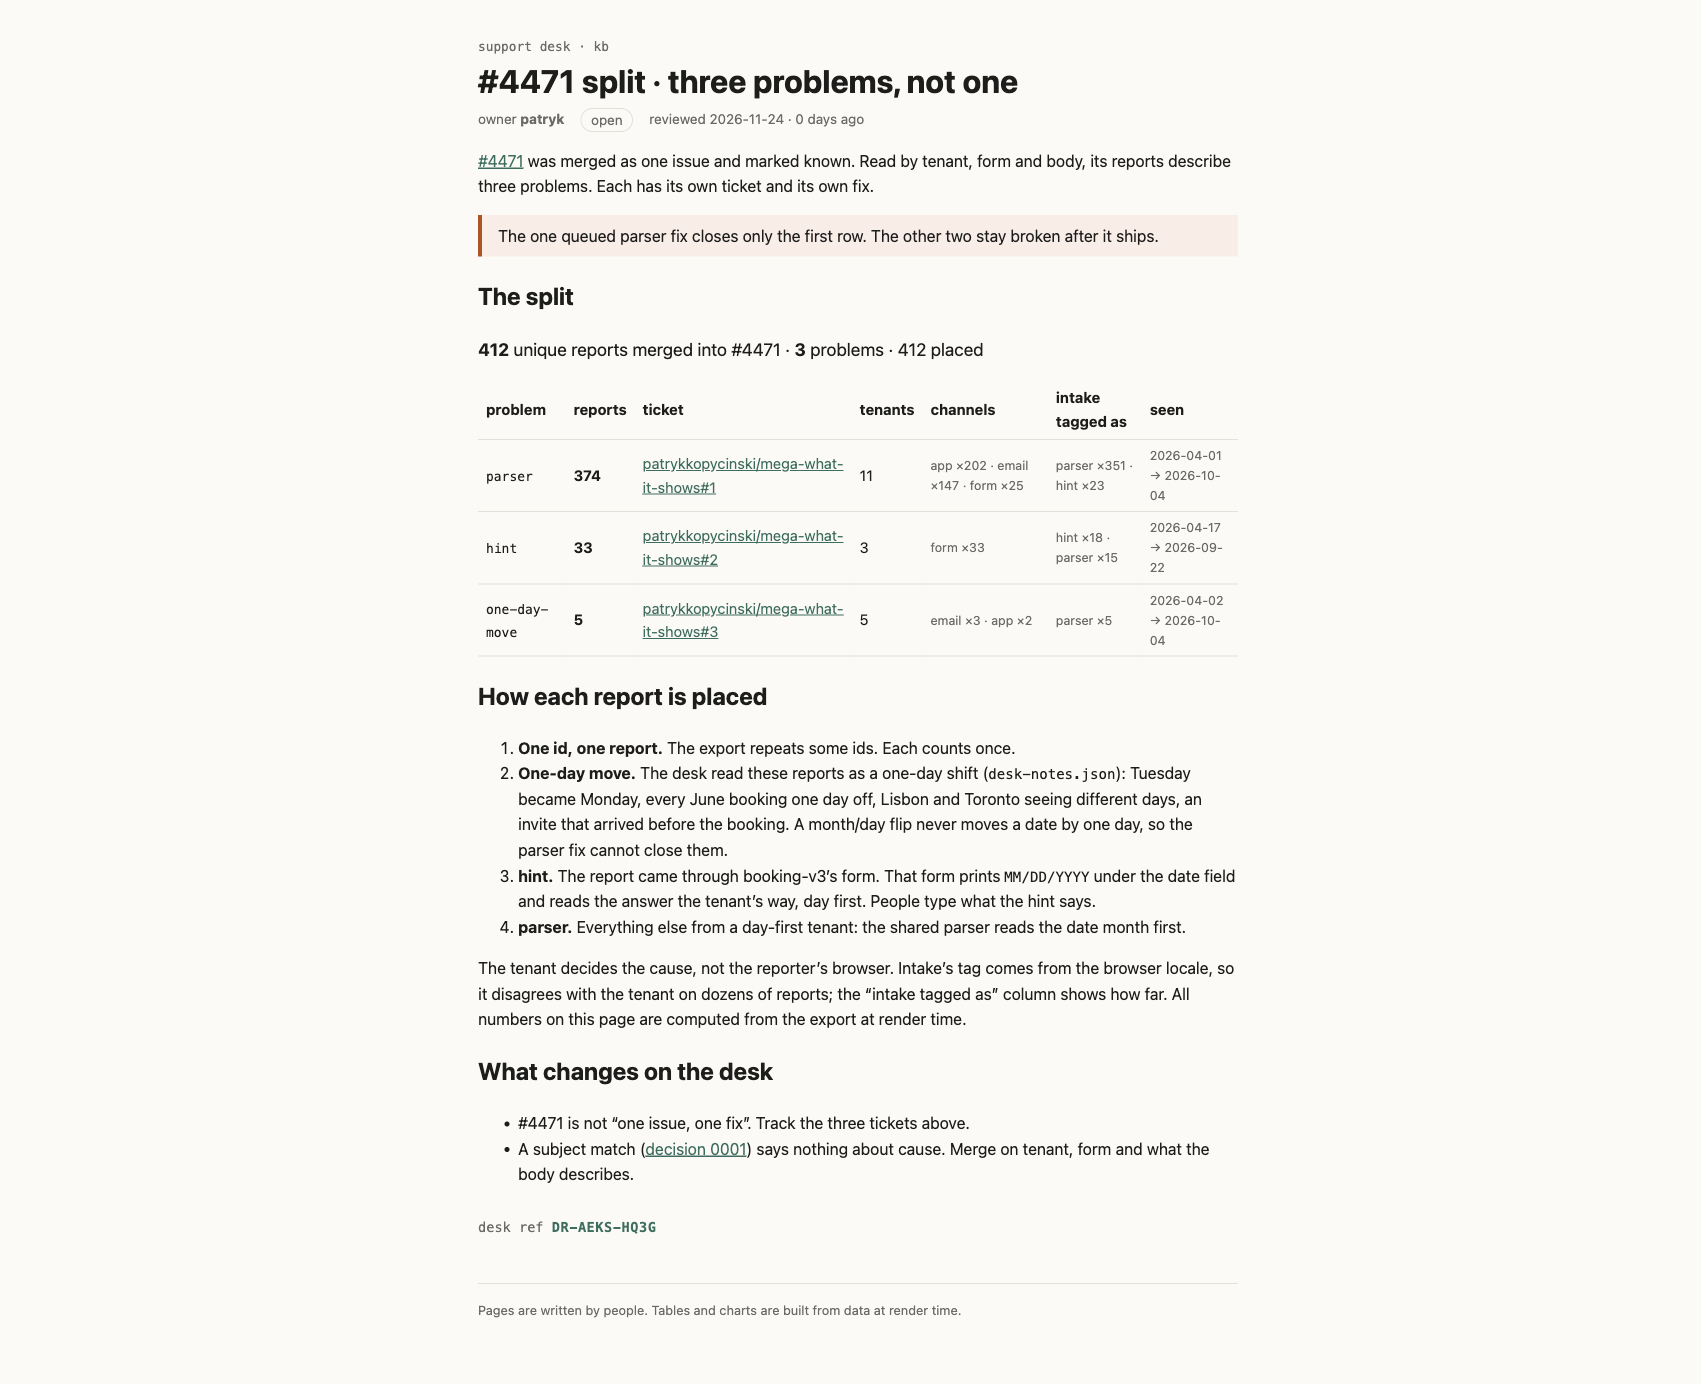 support desk · kb
#4471 split · three problems, not one
owner patryk open reviewed 2026-11-24 · 0 days ago
#4471 was merged as one issue and marked known. Read by tenant, form and body, its reports describe
three problems. Each has its own ticket and its own fix.
The one queued parser fix closes only the first row. The other two stay broken after it ships.
The split
412 unique reports merged into #4471 · 3 problems · 412 placed
problem reports ticket tenants channels intake tagged as seen
parser 374 patrykkopycinski/mega-what-it-shows#1 11 app ×202 · email ×147 · form ×25 parser ×351 · hint ×23 2026-04-01 → 2026-10-04
hint 33 patrykkopycinski/mega-what-it-shows#2 3 form ×33 hint ×18 · parser ×15 2026-04-17 → 2026-09-22
one-day-move 5 patrykkopycinski/mega-what-it-shows#3 5 email ×3 · app ×2 parser ×5 2026-04-02 → 2026-10-04
How each report is placed
1. One id, one report. The export repeats some ids. Each counts once.
2. One-day move. The desk read these reports as a one-day shift (desk-notes.json): Tuesday
became Monday, every June booking one day off, Lisbon and Toronto seeing different days, an
invite that arrived before the booking. A month/day flip never moves a date by one day, so the
parser fix cannot close them.
3. hint. The report came through booking-v3’s form. That form prints MM/DD/YYYY under the date field
and reads the answer the tenant’s way, day first. People type what the hint says.
4. parser. Everything else from a day-first tenant: the shared parser reads the date month first.
The tenant decides the cause, not the reporter’s browser. Intake’s tag comes from the browser locale, so
it disagrees with the tenant on dozens of reports; the “intake tagged as” column shows how far. All
numbers on this page are computed from the export at render time.
What changes on the desk
• #4471 is not “one issue, one fix”. Track the three tickets above.
• A subject match (decision 0001) says nothing about cause. Merge on tenant, form and what the
body describes.
desk ref DR-AEKS-HQ3G
Pages are written by people. Tables and charts are built from data at render time.